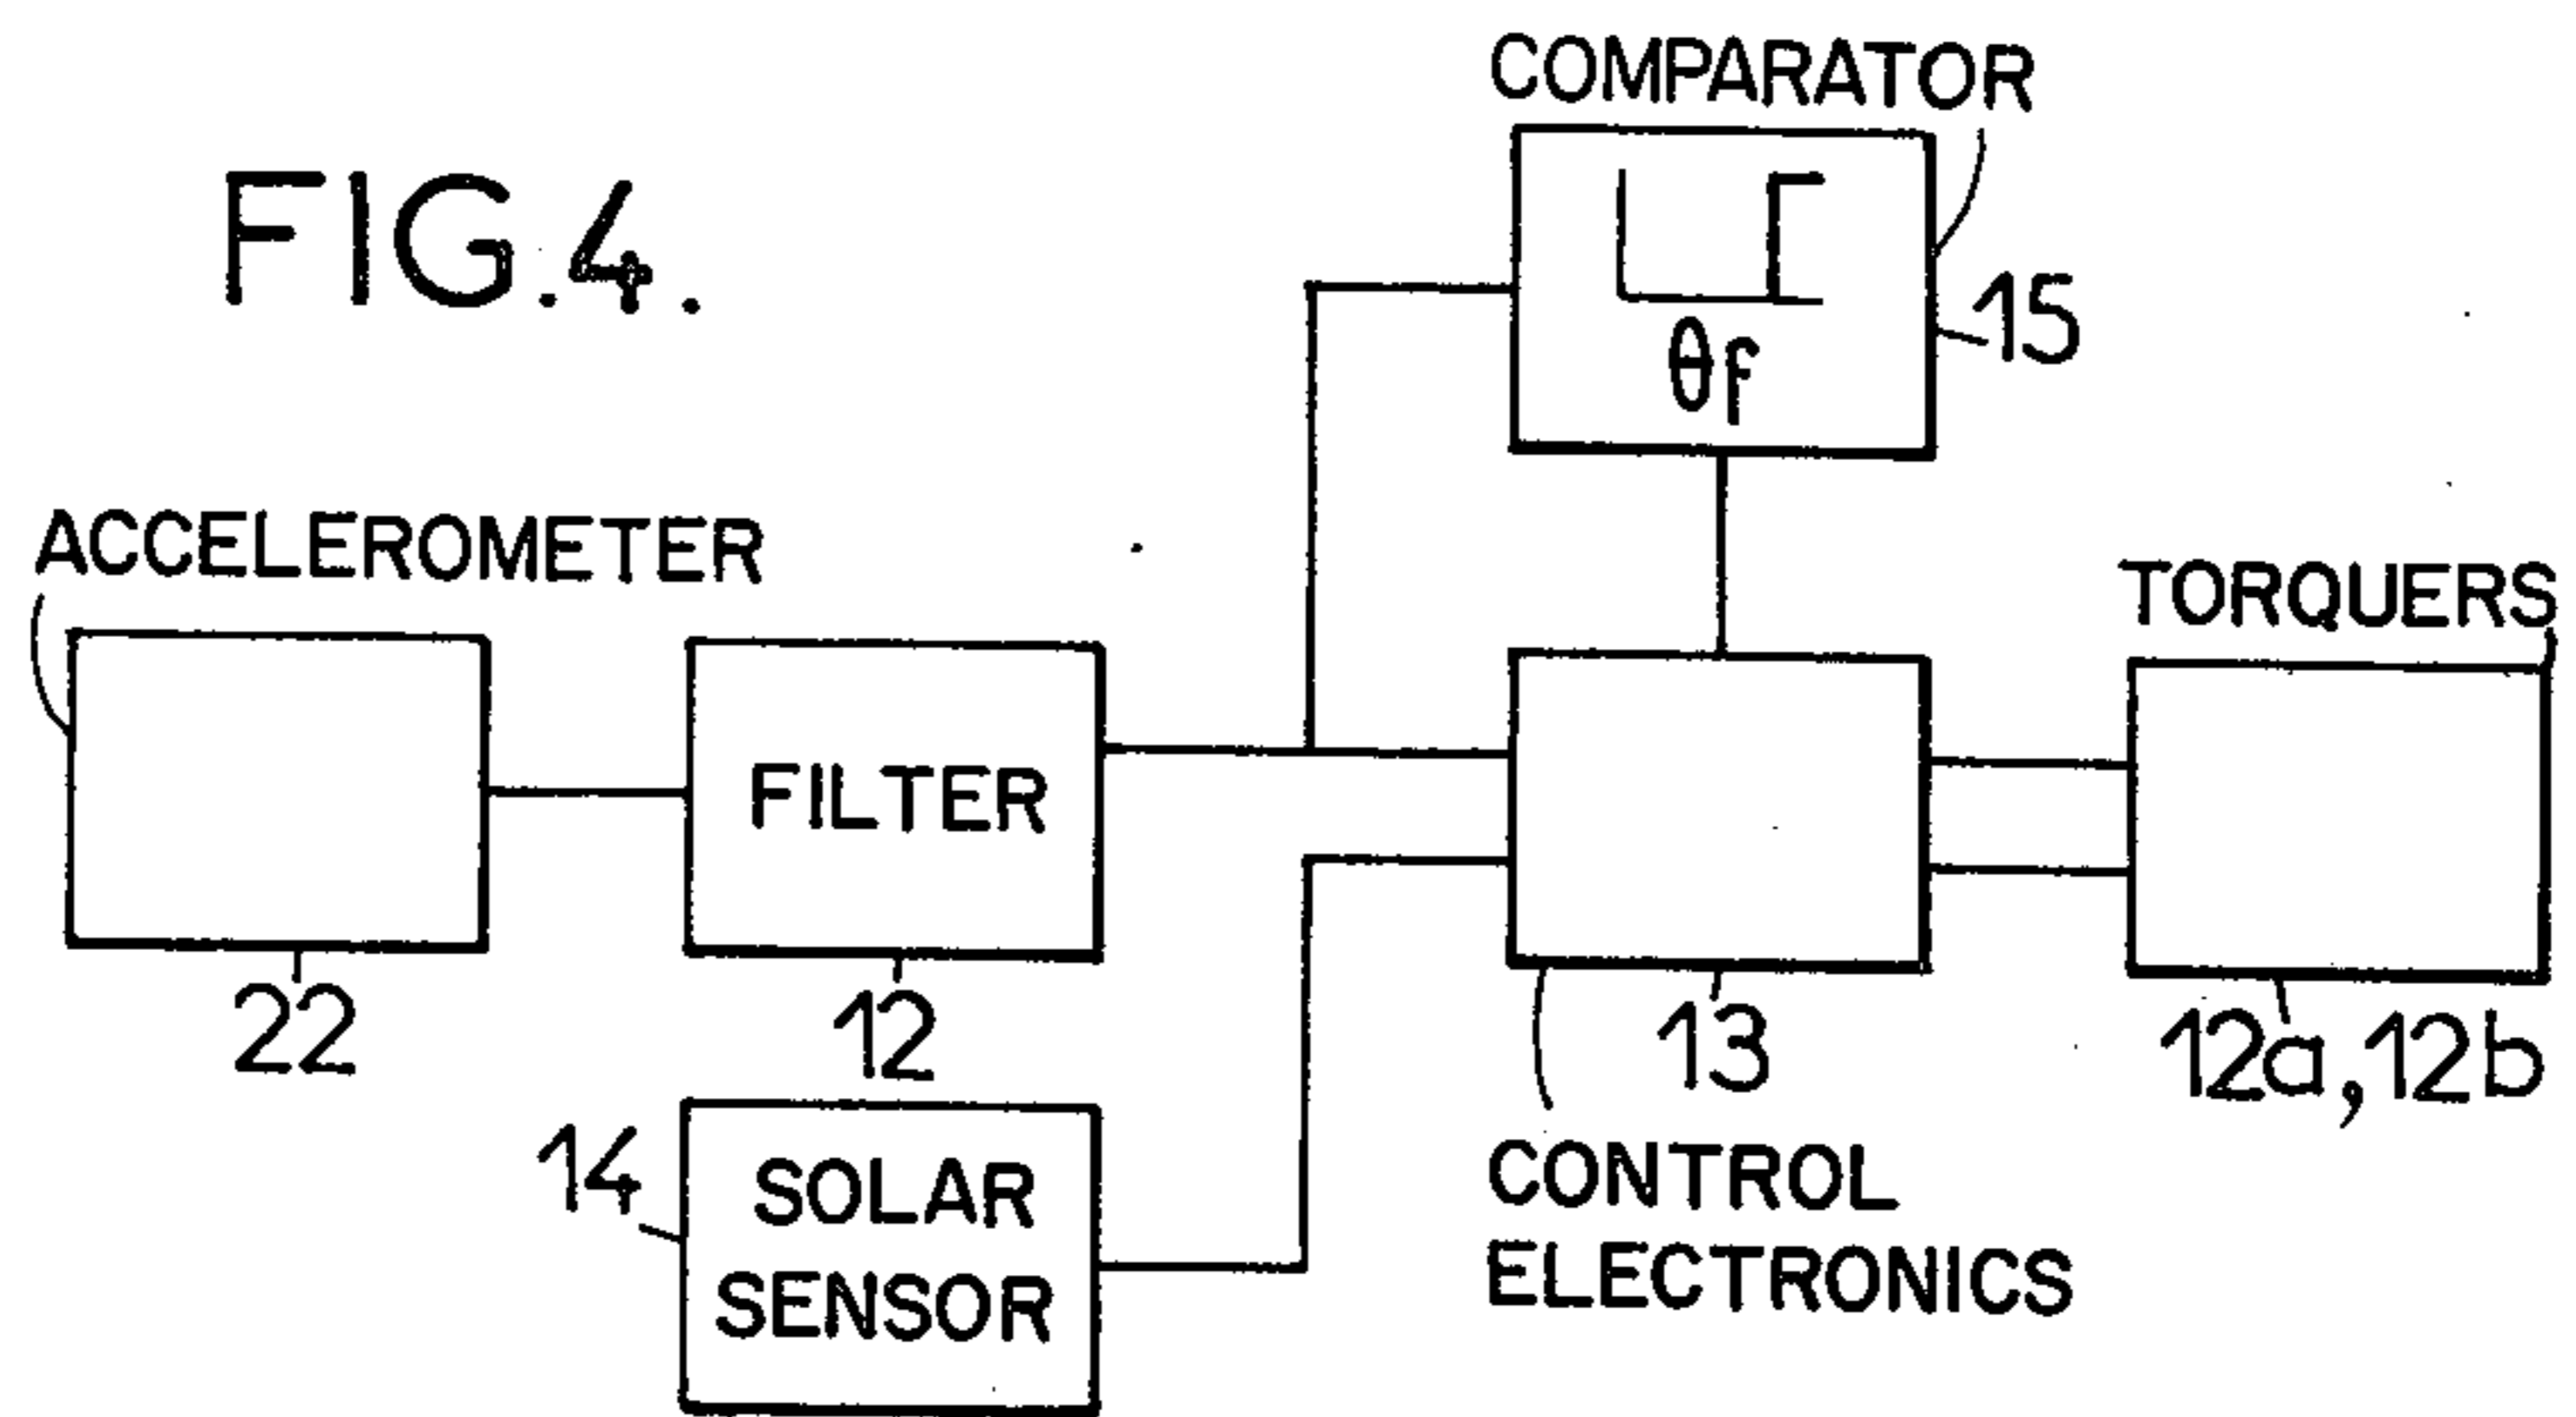 FIG.4.
COMPARATOR
θf
15
ACCELEROMETER
22
FILTER
12
TORQUERS
12a,12b
13
CONTROL
ELECTRONICS
14
SOLAR
SENSOR